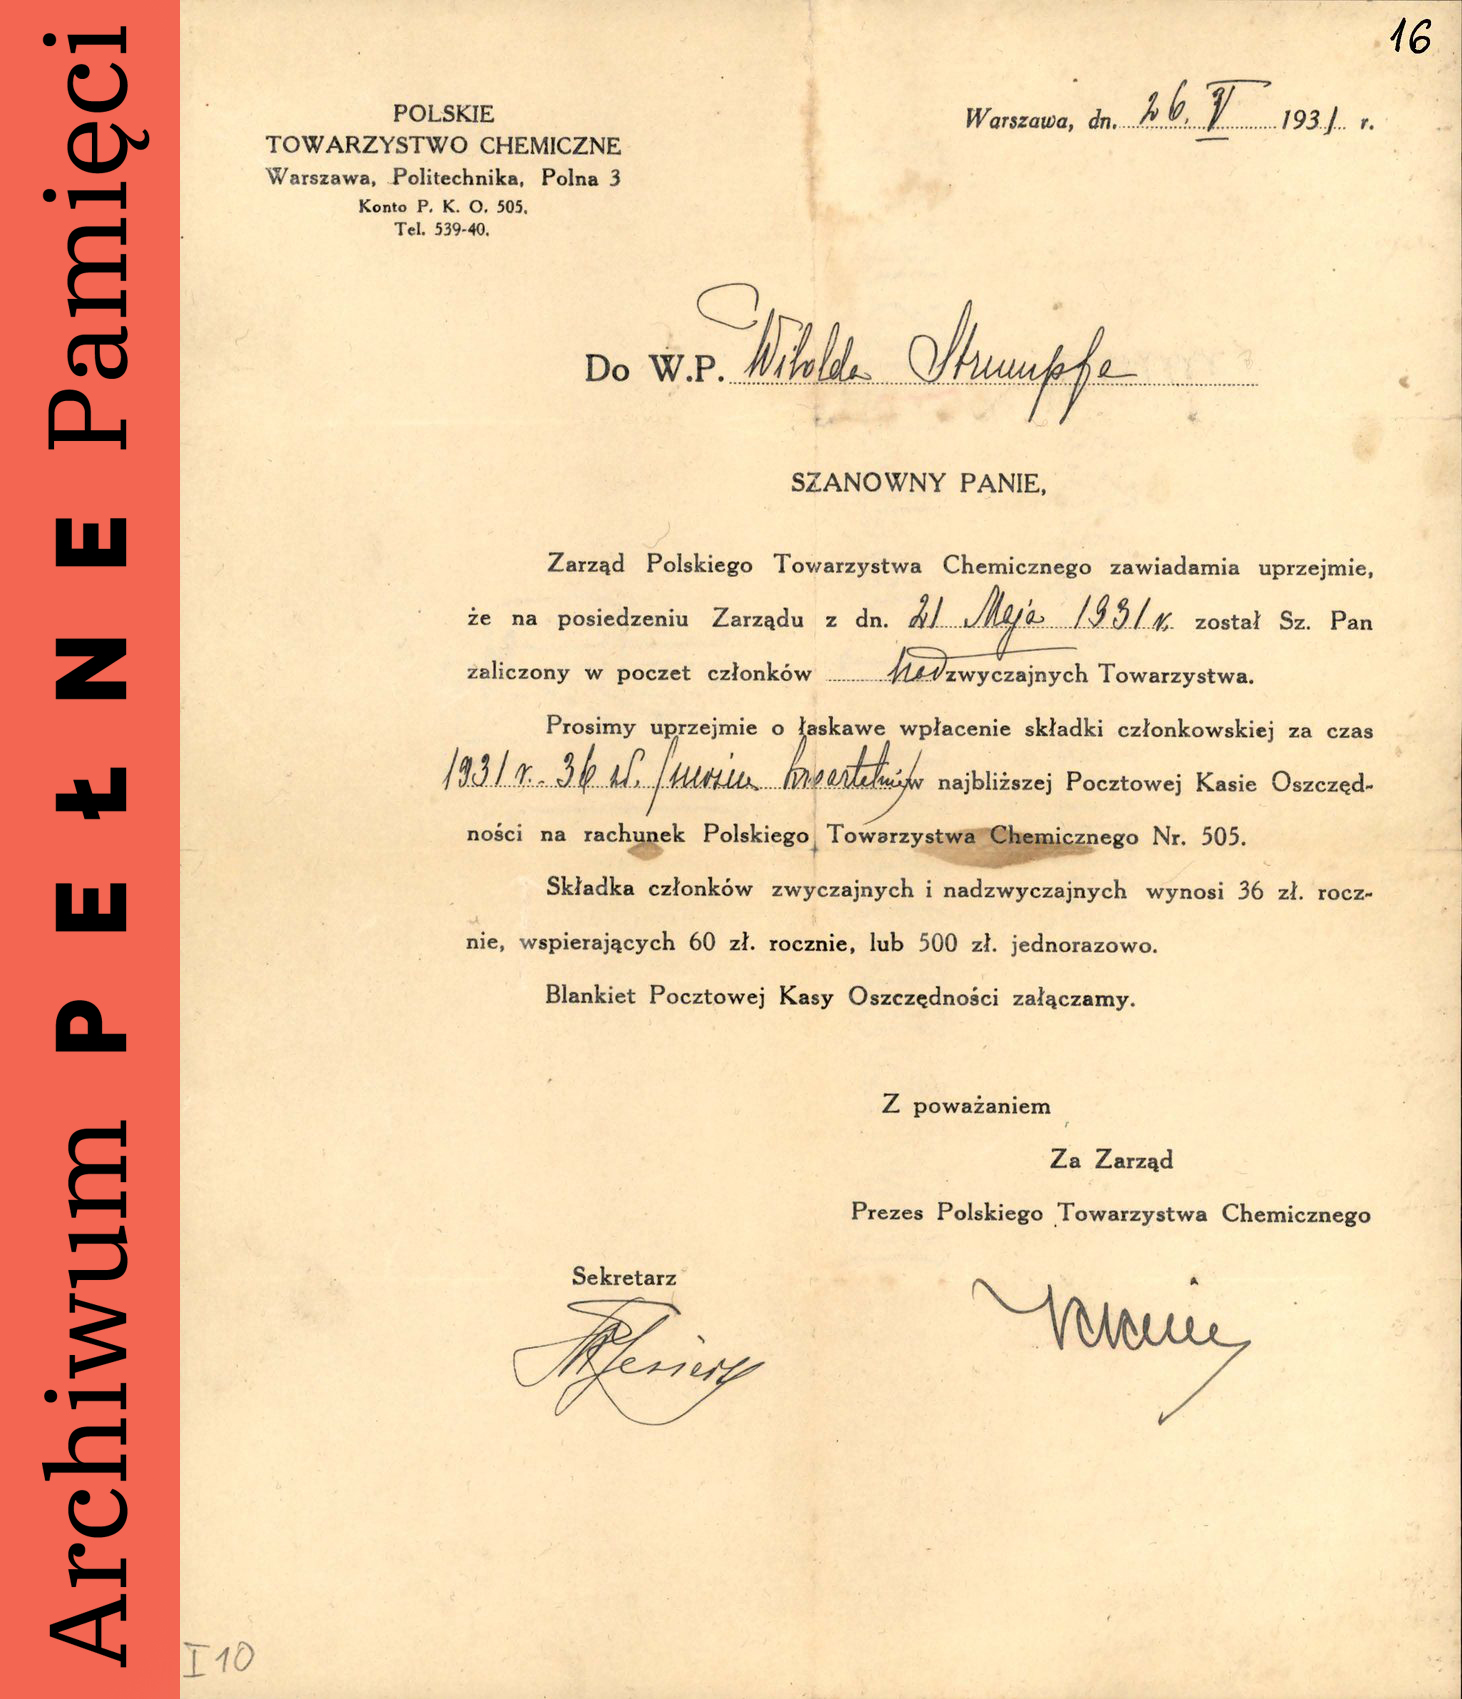 Archiwum PEŁNE Pamięci
16
POLSKIE
TOWARZYSTWO CHEMICZNE
Warszawa, Politechnika, Polna 3
Konto P. K. O. 505.
Tel. 539-40.
Warszawa, dn. 26. V 1931 r.
Do W.P. Witolda Strumpfa
SZANOWNY PANIE,
Zarząd Polskiego Towarzystwa Chemicznego zawiadamia uprzejmie,
że na posiedzeniu Zarządu z dn. 21 Maja 1931 r. został Sz. Pan
zaliczony w poczet członków nadzwyczajnych Towarzystwa.
Prosimy uprzejmie o łaskawe wpłacenie składki członkowskiej za czas
1931 r. 36 zł. (można kwartalnie) w najbliższej Pocztowej Kasie Oszczęd-
ności na rachunek Polskiego Towarzystwa Chemicznego Nr. 505.
Składka członków zwyczajnych i nadzwyczajnych wynosi 36 zł. rocz-
nie, wspierających 60 zł. rocznie, lub 500 zł. jednorazowo.
Blankiet Pocztowej Kasy Oszczędności załączamy.
Z poważaniem
Za Zarząd
Prezes Polskiego Towarzystwa Chemicznego
Sekretarz
I 10